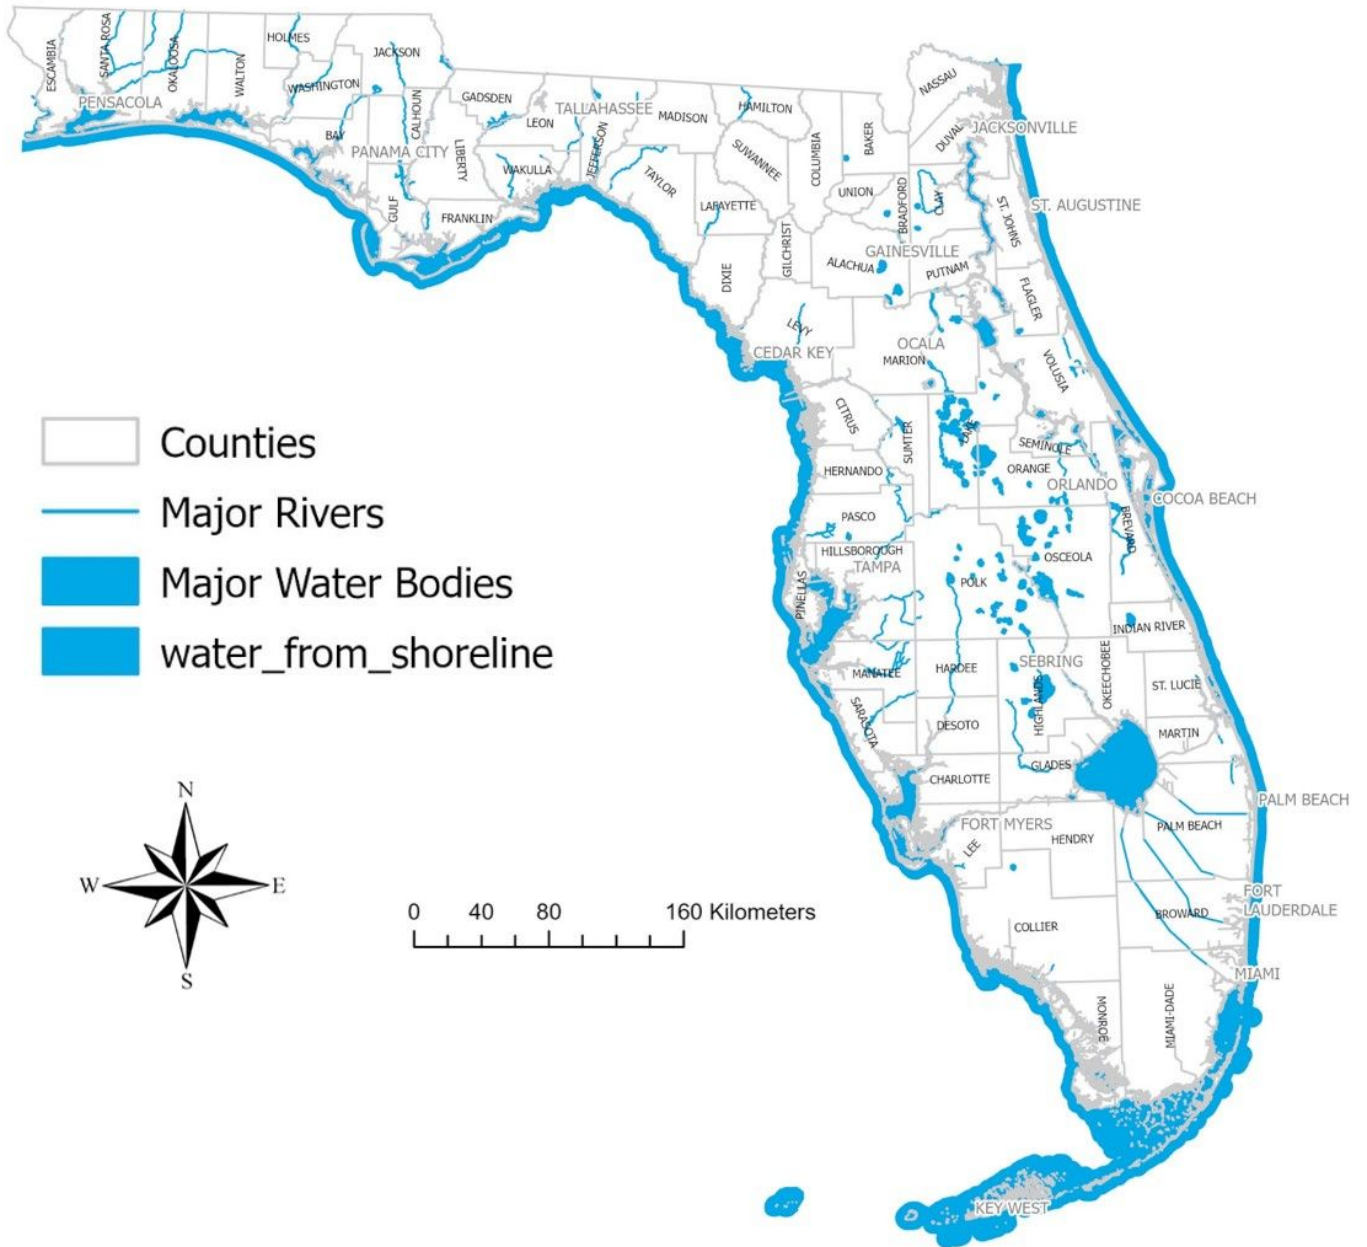 HOLMES
SANTA ROSA
OKALOOSA
ESCAMBIA
WALTON
JACKSON
WASHINGTON
PENSACOLA
BAY
CALHOUN
PANAMA CITY
GULF
LIBERTY
FRANKLIN
GADSDEN
LEON
TALLAHASSEE
WAKULLA
JEFFERSON
MADISON
TAYLOR
HAMILTON
SUWANNEE
LAFAYETTE
DIXIE
COLUMBIA
GILCHRIST
BAKER
UNION
BRADFORD
NASSAU
DUVAL
JACKSONVILLE
CLAY
ST. JOHNS
ST. AUGUSTINE
GAINESVILLE
ALACHUA
PUTNAM
FLAGLER
LEVY
CEDAR KEY
OCALA
MARION
VOLUSIA
CITRUS
SUMTER
LAKE
SEMINOLE
HERNANDO
ORANGE
ORLANDO
COCOA BEACH
BREVARD
PASCO
HILLSBOROUGH
TAMPA
PINELLAS
POLK
OSCEOLA
INDIAN RIVER
MANATEE
HARDEE
SEBRING
HIGHLANDS
OKEECHOBEE
ST. LUCIE
SARASOTA
DESOTO
MARTIN
CHARLOTTE
GLADES
PALM BEACH
FORT MYERS
LEE
HENDRY
PALM BEACH
FORT
LAUDERDALE
BROWARD
COLLIER
MIAMI
MONROE
MIAMI-DADE
KEY WEST
Counties
Major Rivers
Major Water Bodies
water_from_shoreline
N
W E
S
0 40 80 160 Kilometers